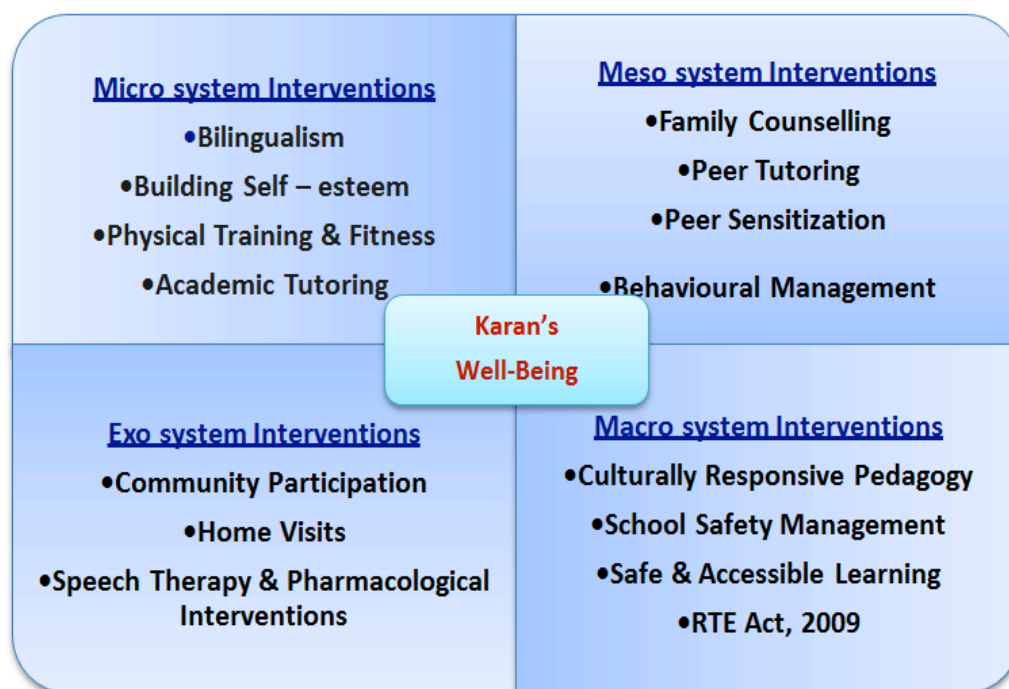 Micro system Interventions
•Bilingualism
•Building Self – esteem
•Physical Training & Fitness
•Academic Tutoring
Meso system Interventions
•Family Counselling
•Peer Tutoring
•Peer Sensitization
•Behavioural Management
Karan’s
Well-Being
Exo system Interventions
•Community Participation
•Home Visits
•Speech Therapy & Pharmacological
Interventions
Macro system Interventions
•Culturally Responsive Pedagogy
•School Safety Management
•Safe & Accessible Learning
•RTE Act, 2009